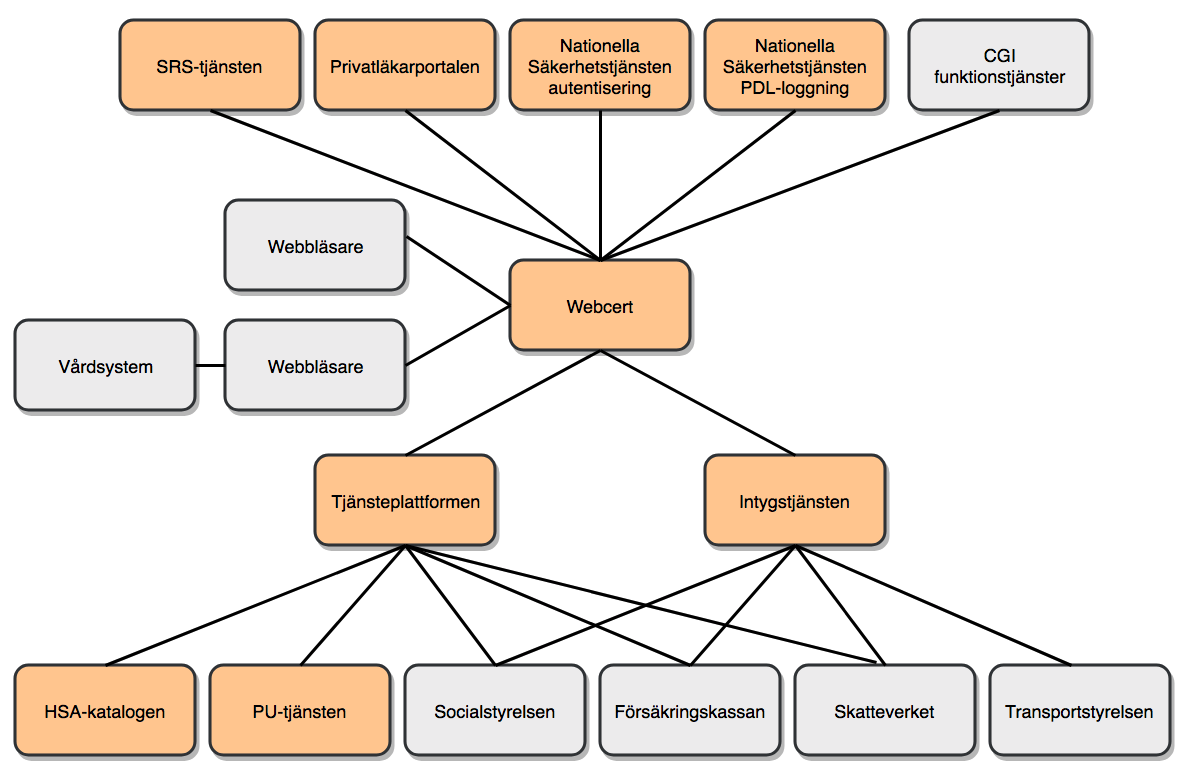 SRS-tjänsten
Privatläkarportalen
Nationella
Säkerhetstjänsten
autentisering
Nationella
Säkerhetstjänsten
PDL-loggning
CGI
funktionstjänster
Webbläsare
Webcert
Vårdsystem
Webbläsare
Tjänsteplattformen
Intygstjänsten
HSA-katalogen
PU-tjänsten
Socialstyrelsen
Försäkringskassan
Skatteverket
Transportstyrelsen